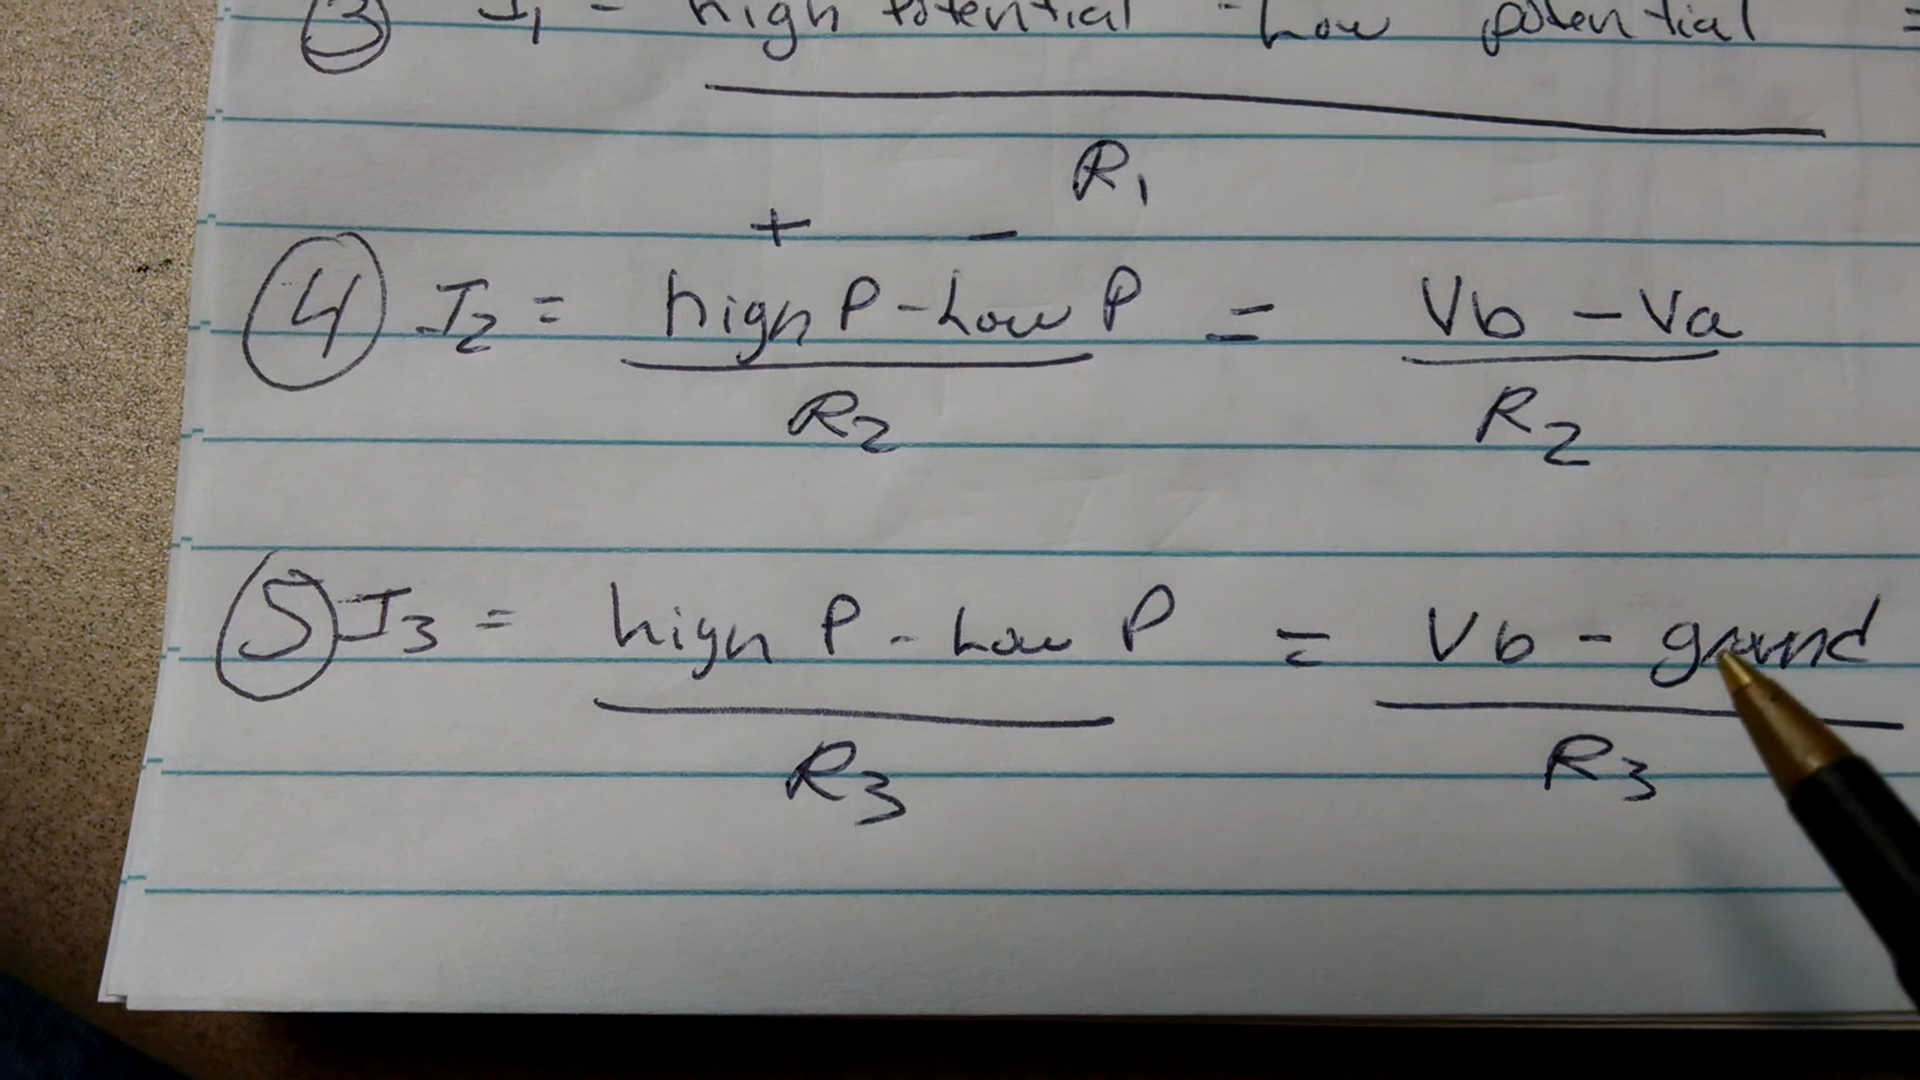 ③ I1 = high potential - Low potential =
R1
+ -
④ I2 = high P - Low P = Vb - Va
R2 R2
⑤ I3 = high P - Low P = Vb - ground
R3 R3